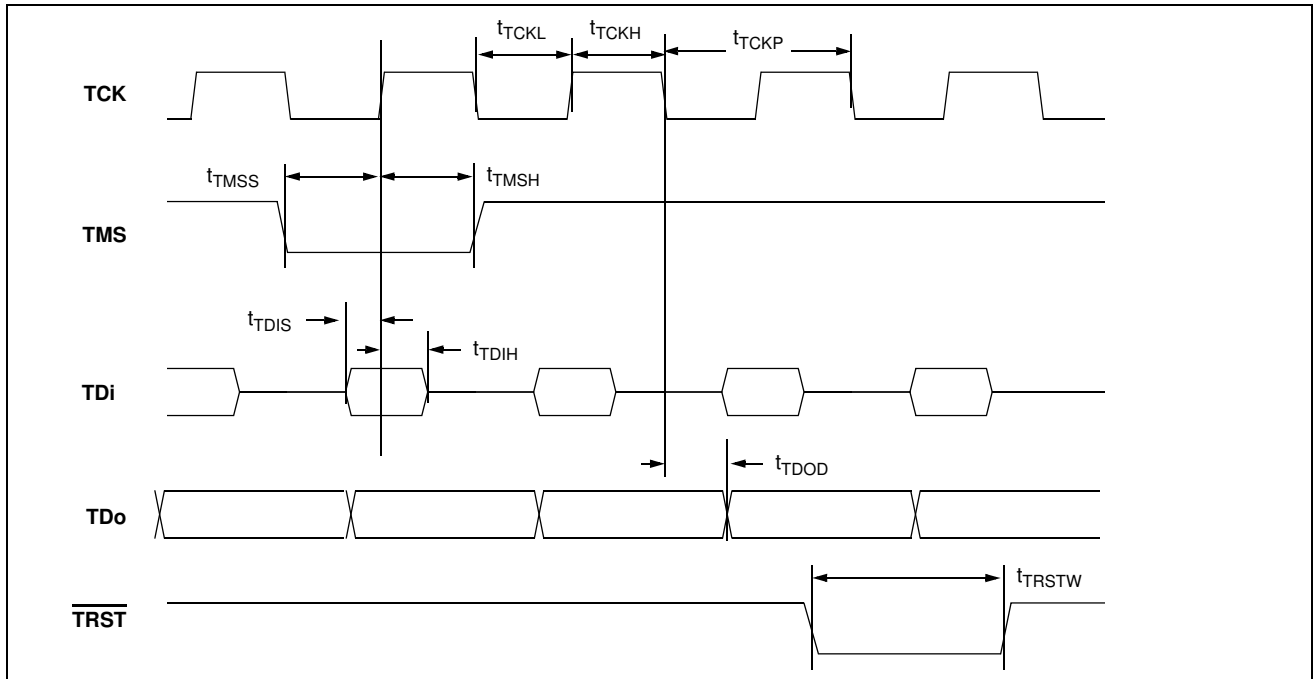 tTCKL tTCKH tTCKP
TCK
tTMSS tTMSH
TMS
tTDIS
tTDIH
TDi
tTDOD
TDo
tTRSTW
TRST